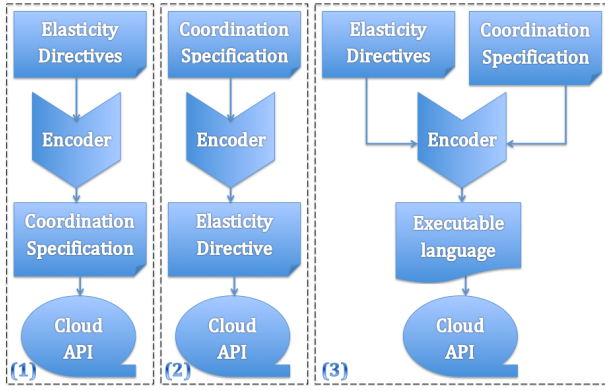 Elasticity
Directives
Encoder
Coordination
Specification
Cloud
API
(1)
Coordination
Specification
Encoder
Elasticity
Directive
Cloud
API
(2)
Elasticity
Directives
Coordination
Specification
Encoder
Executable
language
Cloud
API
(3)